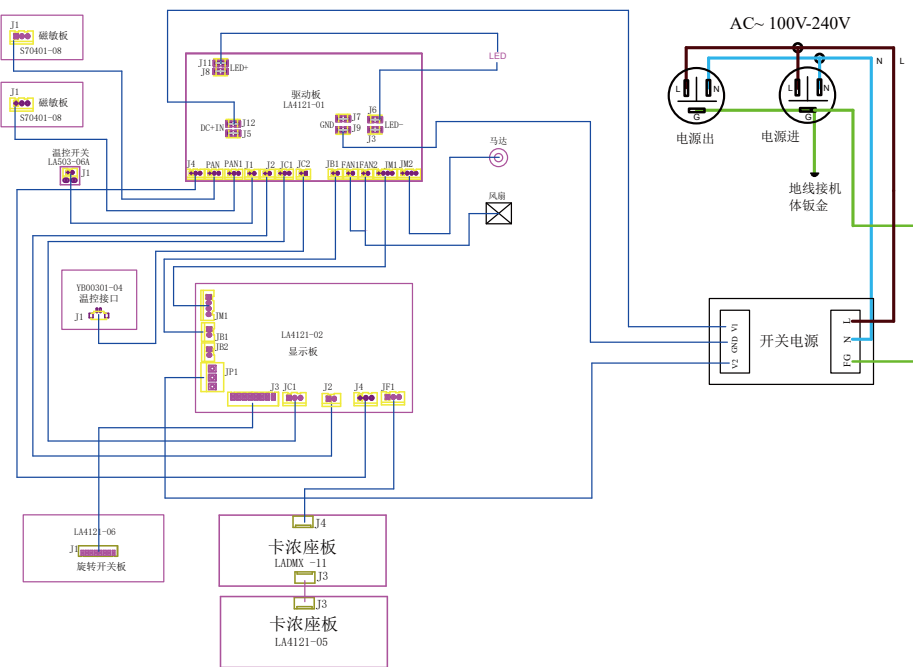 AC~ 100V-240V
J1
磁敏板
S70401-08
J1
磁敏板
S70401-08
温控开关
LA503-06A
J1
J11
J8
LED+
驱动板
LA4121-01
DC+IN
J12
J5
GND
J7
J9
J6
LED-
J3
J4 PAN PAN1 J1 J2 JC1 JC2 JB1 FAN1 FAN2 JM1 JM2
LED
马达
风扇
L N
G
电源出
L N
G
电源进
N L
地线接机
体钣金
YB00301-04
温控接口
J1
JM1
JB1
JB2
JP1
LA4121-02
显示板
J3 JC1 J2 J4 JF1
V1
GND
V2
开关电源
L
N
FG
LA4121-06
J1
旋转开关板
J4
卡浓座板
LADMX -11
J3
J3
卡浓座板
LA4121-05